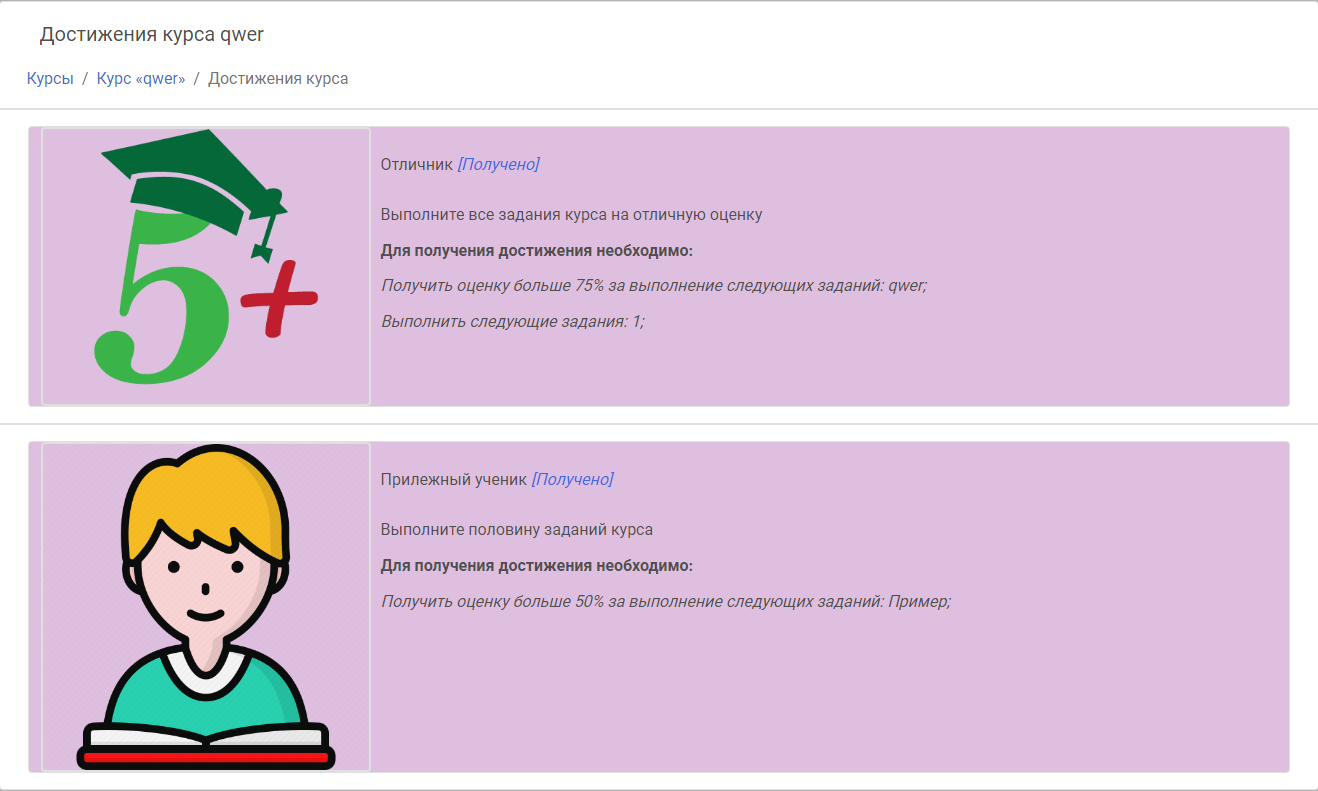 Достижения курса qwer
Курсы / Курс «qwer» / Достижения курса
5+
Отличник [Получено]
Выполните все задания курса на отличную оценку
Для получения достижения необходимо:
Получить оценку больше 75% за выполнение следующих заданий: qwer;
Выполнить следующие задания: 1;
Прилежный ученик [Получено]
Выполните половину заданий курса
Для получения достижения необходимо:
Получить оценку больше 50% за выполнение следующих заданий: Пример;